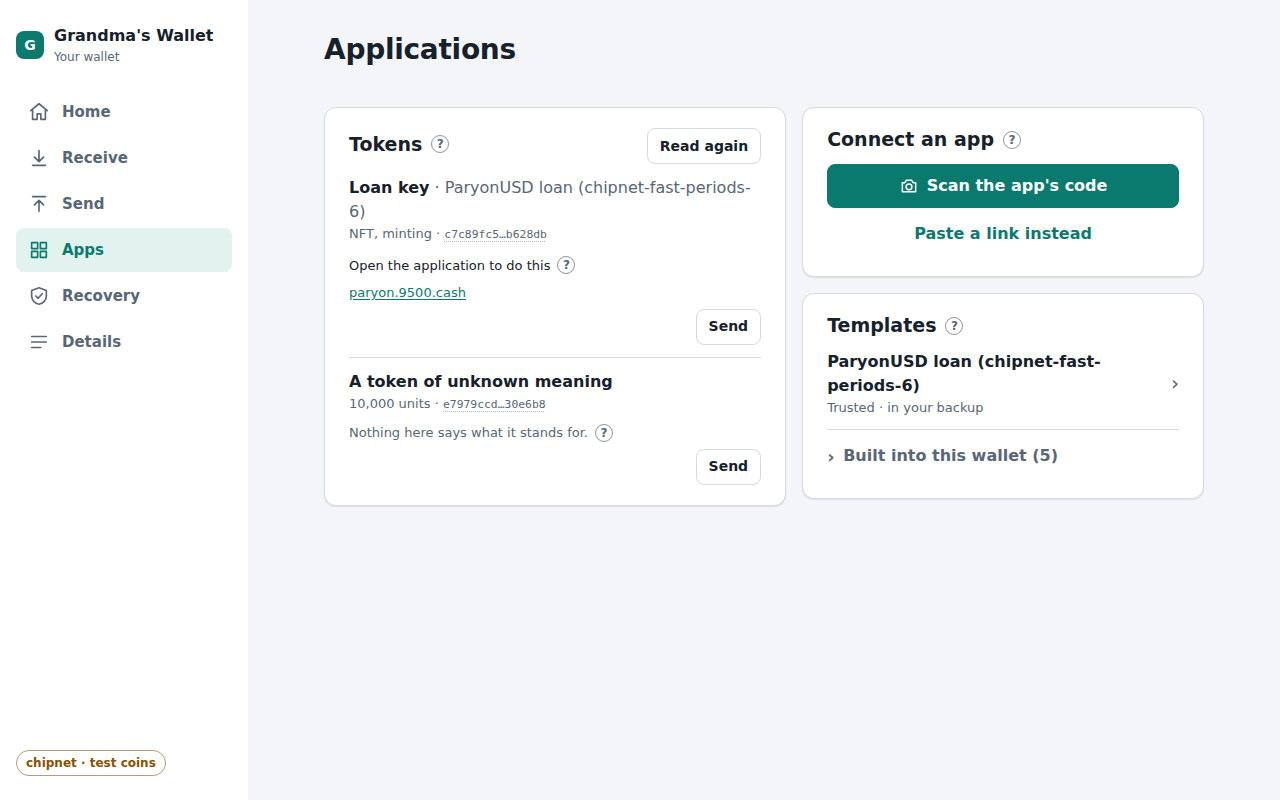 G
Grandma's Wallet
Your wallet
Home
Receive
Send
Apps
Recovery
Details
chipnet · test coins
Applications
Tokens ?
Read again
Loan key · ParyonUSD loan (chipnet-fast-periods-
6)
NFT, minting · c7c89fc5…b628db
Open the application to do this ?
paryon.9500.cash
Send
A token of unknown meaning
10,000 units · e7979ccd…30e6b8
Nothing here says what it stands for. ?
Send
Connect an app ?
Scan the app's code
Paste a link instead
Templates ?
ParyonUSD loan (chipnet-fast-
periods-6)
›
Trusted · in your backup
› Built into this wallet (5)